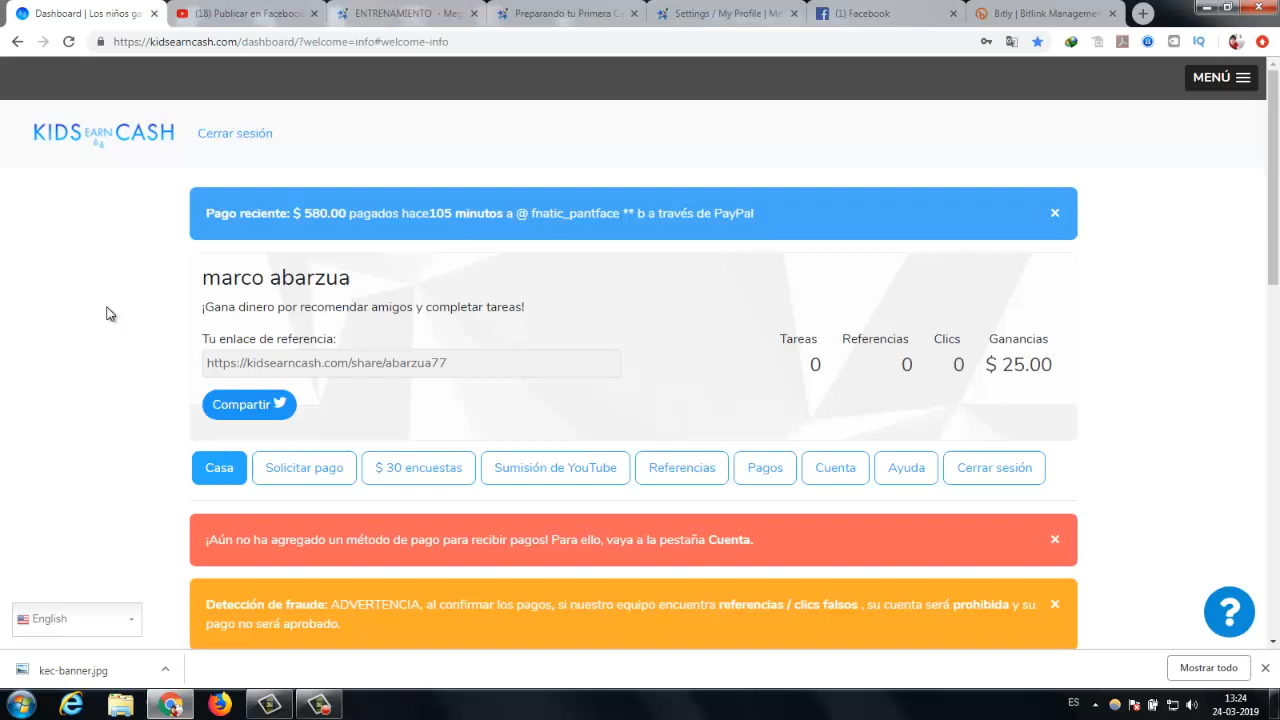 Dashboard | Los niños ga
(18) Publicar en Facebook
ENTRENAMIENTO - Meg
Preparando tu Primera C
Settings / My Profile | Me
(1) Facebook
Bitly | Bitlink Manageme
https://kidsearncash.com/dashboard/?welcome=info#welcome-info
IQ
MENÚ
KIDS EARN CASH
Cerrar sesión
Pago reciente: $ 580.00 pagados hace105 minutos a @ fnatic_pantface ** b a través de PayPal
×
marco abarzua
¡Gana dinero por recomendar amigos y completar tareas!
Tu enlace de referencia:
Tareas Referencias Clics Ganancias
https://kidsearncash.com/share/abarzua77
0 0 0 $ 25.00
Compartir
Casa
Solicitar pago
$ 30 encuestas
Sumisión de YouTube
Referencias
Pagos
Cuenta
Ayuda
Cerrar sesión
¡Aún no ha agregado un método de pago para recibir pagos! Para ello, vaya a la pestaña Cuenta.
×
Detección de fraude: ADVERTENCIA, al confirmar los pagos, si nuestro equipo encuentra referencias / clics falsos , su cuenta será prohibida y su
×
pago no será aprobado.
English
?
kec-banner.jpg
Mostrar todo
ES
13:24
24-03-2019